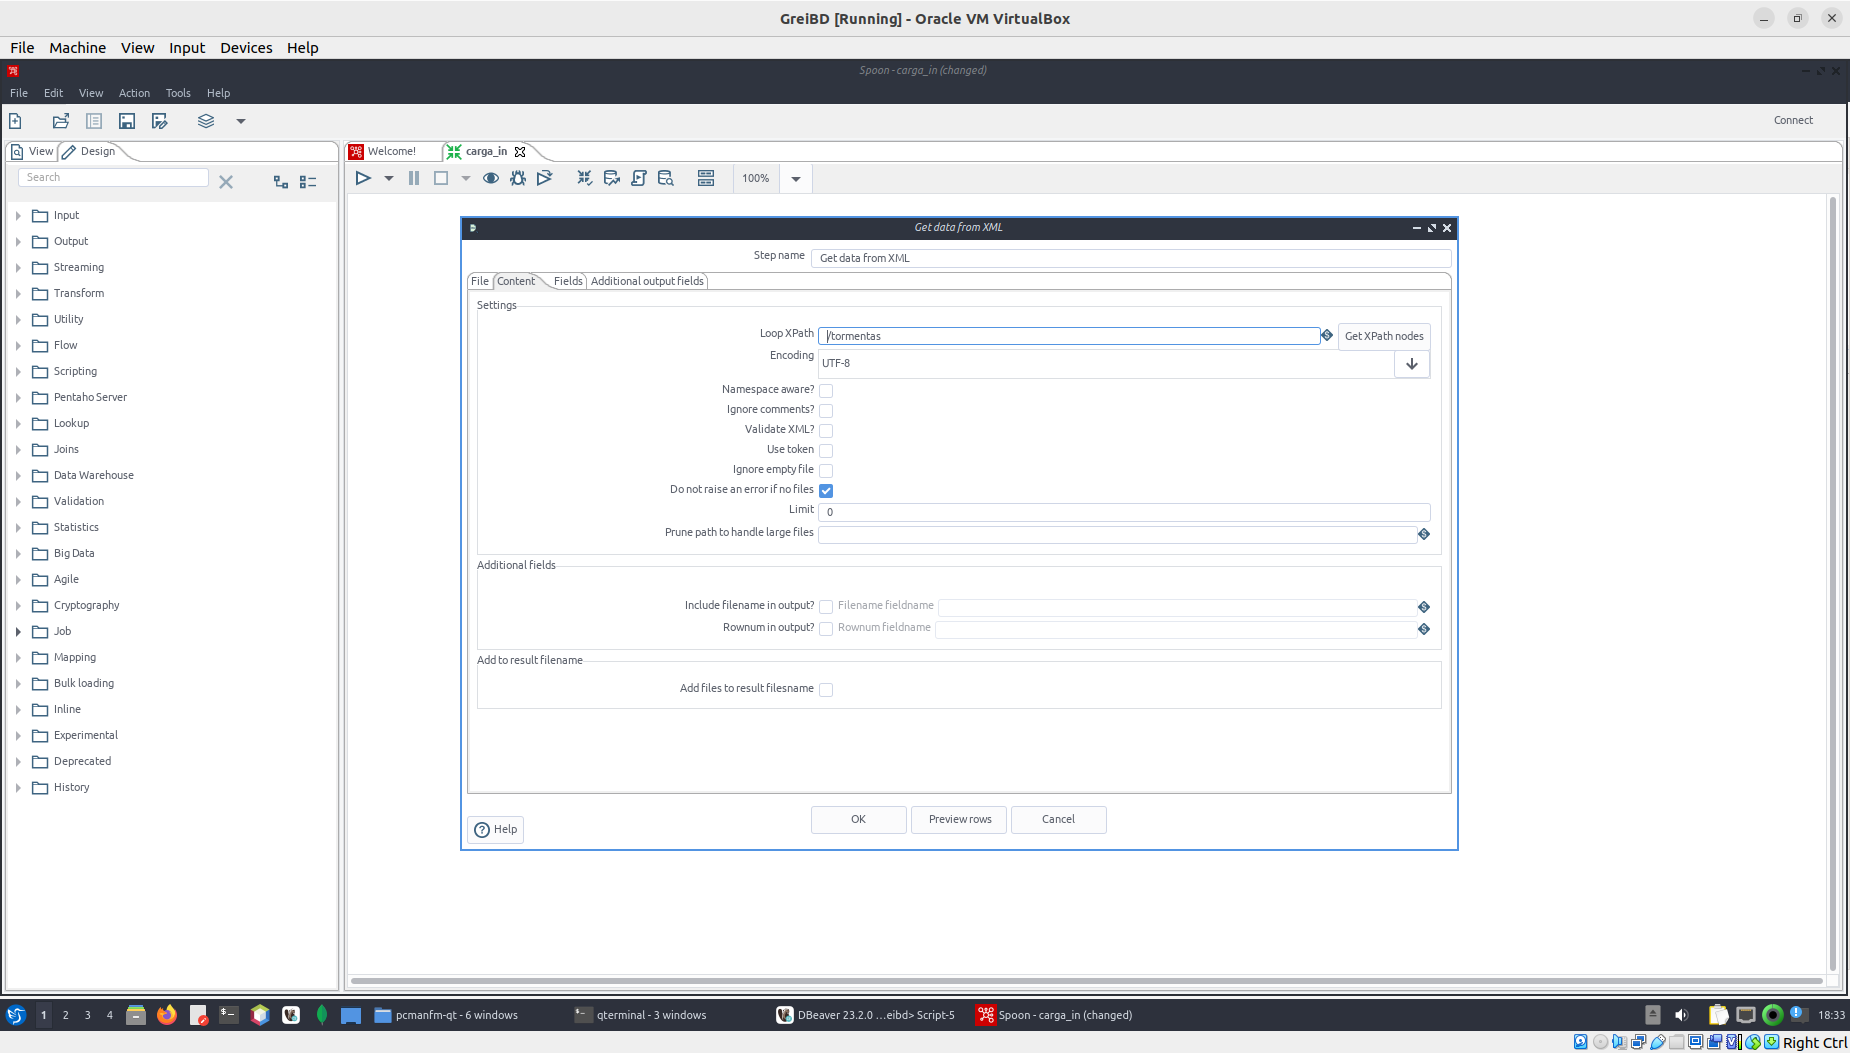 GreiBD [Running] - Oracle VM VirtualBox
File Machine View Input Devices Help
Spoon - carga_in (changed)
File Edit View Action Tools Help
Connect
View Design
Welcome! carga_in
Search
100%
Input
Output
Streaming
Transform
Utility
Flow
Scripting
Pentaho Server
Lookup
Joins
Data Warehouse
Validation
Statistics
Big Data
Agile
Cryptography
Job
Mapping
Bulk loading
Inline
Experimental
Deprecated
History
Get data from XML
Step name Get data from XML
File Content Fields Additional output fields
Settings
Loop XPath /tormentas Get XPath nodes
Encoding UTF-8
Namespace aware?
Ignore comments?
Validate XML?
Use token
Ignore empty file
Do not raise an error if no files
Limit 0
Prune path to handle large files
Additional fields
Include filename in output? Filename fieldname
Rownum in output? Rownum fieldname
Add to result filename
Add files to result filesname
OK Preview rows Cancel
Help
1 2 3 4 pcmanfm-qt - 6 windows qterminal - 3 windows DBeaver 23.2.0 ...eibd> Script-5 Spoon - carga_in (changed) 18:33
Right Ctrl